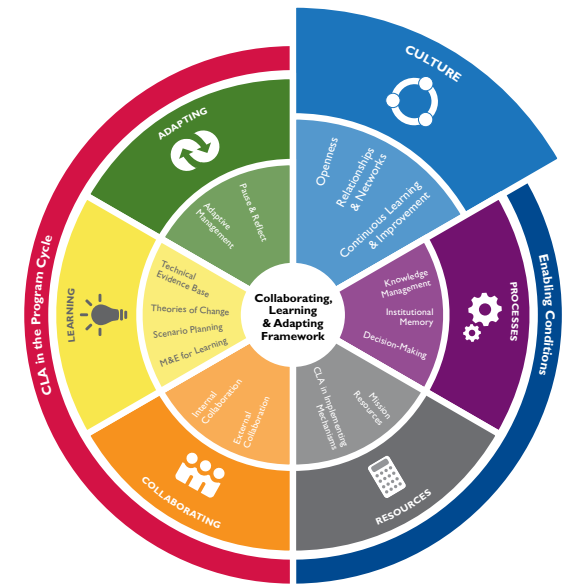 CULTURE
Openness
Relationships
& Networks
Continuous Learning
& Improvement
PROCESSES
Knowledge
Management
Institutional
Memory
Decision-Making
Enabling Conditions
RESOURCES
Mission
Resources
CLA in Implementing
Mechanisms
COLLABORATING
External
Collaboration
Internal
Collaboration
LEARNING
Technical
Evidence Base
Theories of Change
Scenario Planning
M&E for Learning
CLA in the Program Cycle
ADAPTING
Adaptive
Management
Pause & Reflect
Collaborating,
Learning
& Adapting
Framework